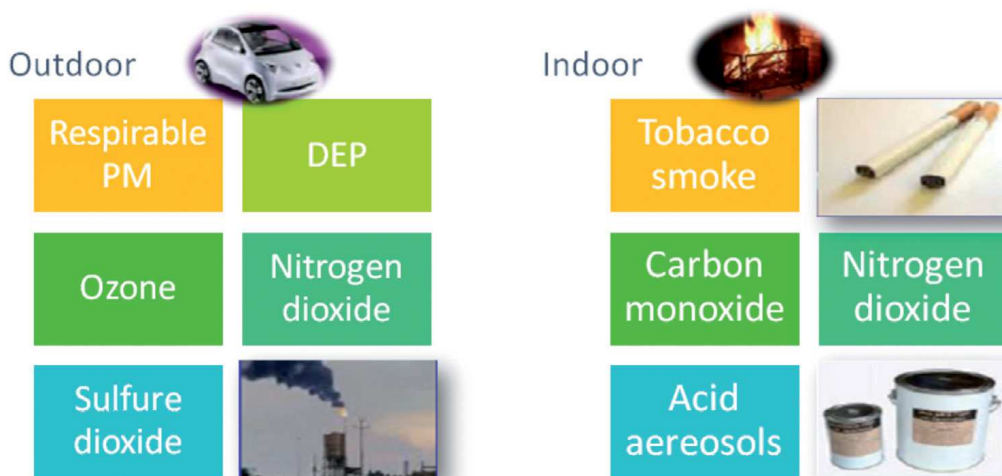 Outdoor
Respirable
PM
DEP
Ozone
Nitrogen
dioxide
Sulfure
dioxide
Indoor
Tobacco
smoke
Carbon
monoxide
Nitrogen
dioxide
Acid
aereosols